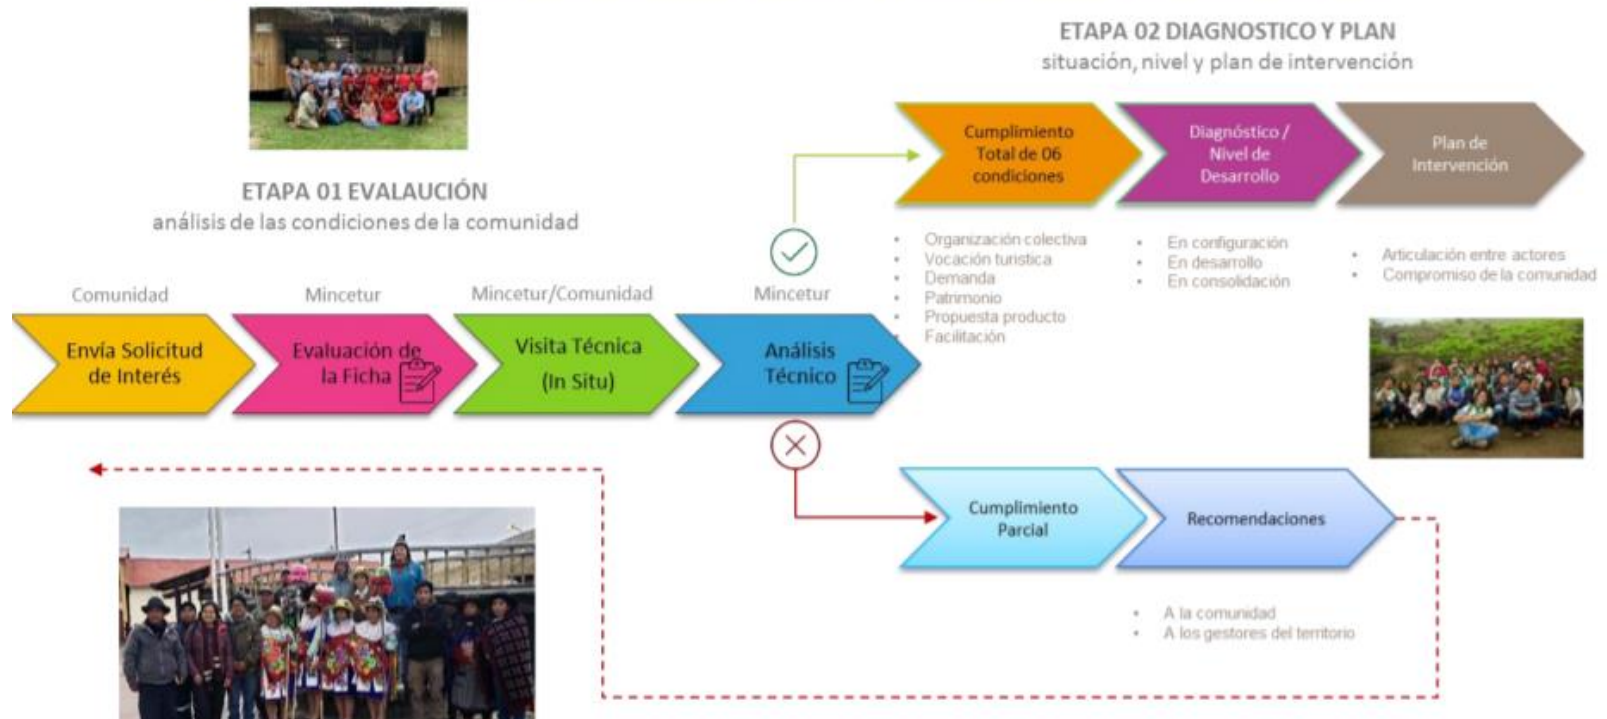 ETAPA 02 DIAGNOSTICO Y PLAN
situación, nivel y plan de intervención
Cumplimiento
Total de 06
condiciones
Diagnóstico /
Nivel de
Desarrollo
Plan de
Intervención
ETAPA 01 EVALAUCIÓN
análisis de las condiciones de la comunidad
• Organización colectiva
• Vocación turistica
• Demanda
• Patrimonio
• Propuesta producto
• Facilitación
• En configuración
• En desarrollo
• En consolidación
• Articulación entre actores
• Compromiso de la comunidad
Comunidad
Mincetur
Mincetur/Comunidad
Mincetur
Envía Solicitud
de Interés
Evaluación de
la Ficha
Visita Técnica
(In Situ)
Análisis
Técnico
Cumplimiento
Parcial
Recomendaciones
• A la comunidad
• A los gestores del territorio